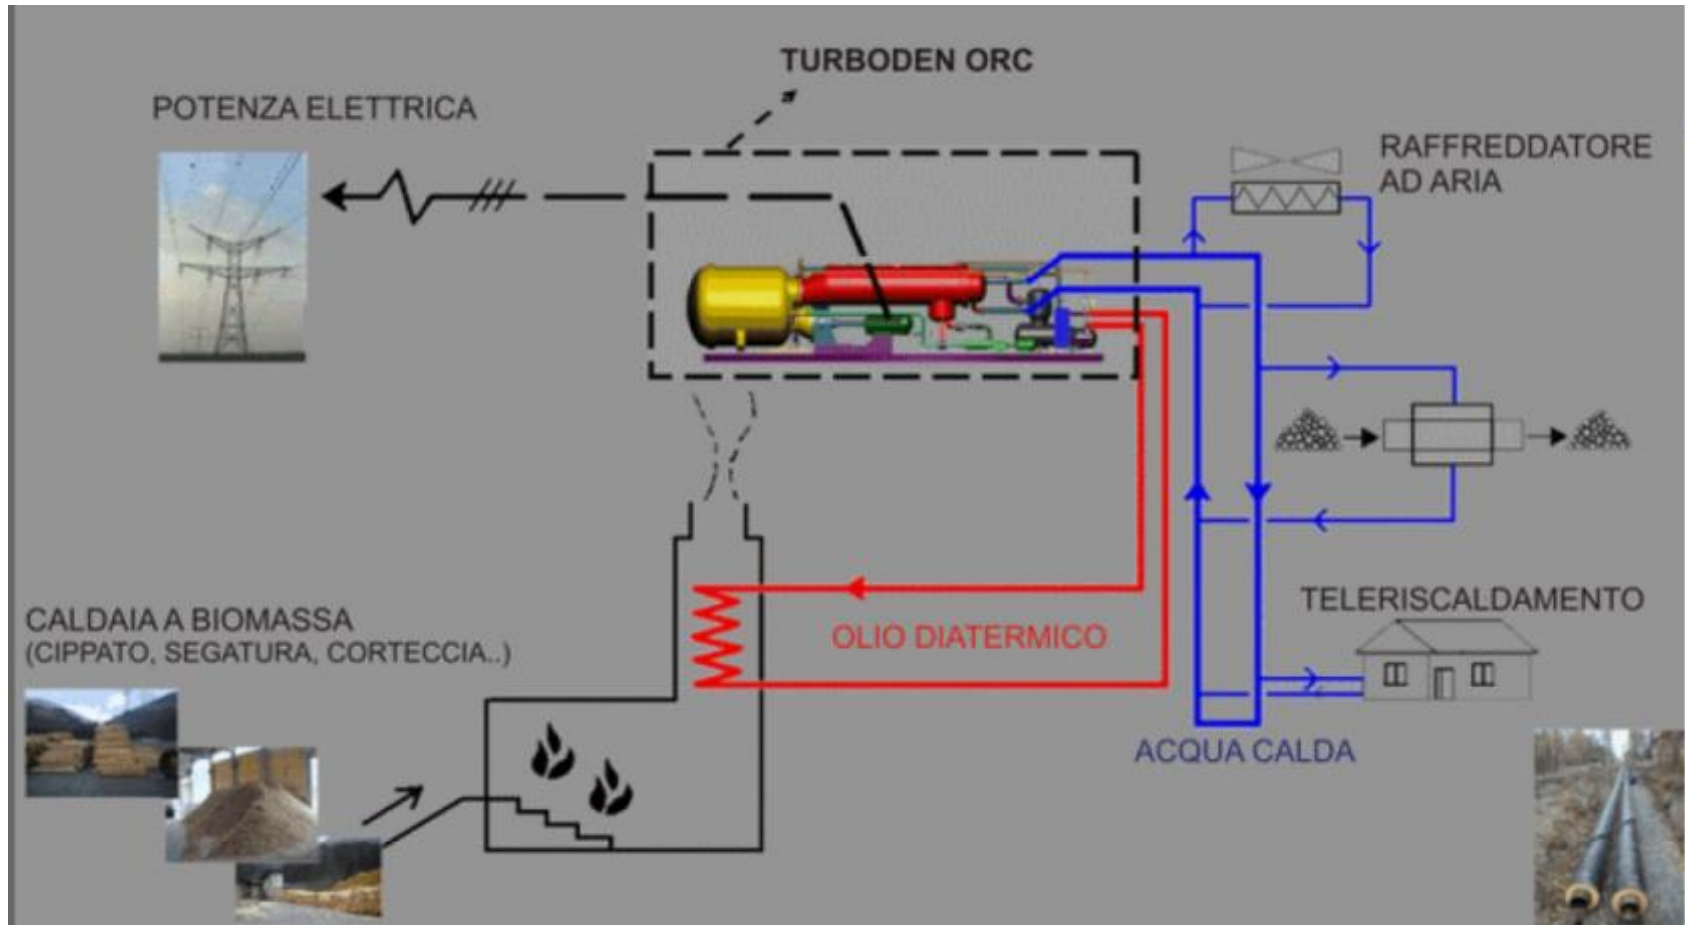 TURBODEN ORC
POTENZA ELETTRICA
RAFFREDDATORE
AD ARIA
CALDAIA A BIOMASSA
(CIPPATO, SEGATURA, CORTECCIA..)
OLIO DIATERMICO
TELERISCALDAMENTO
ACQUA CALDA